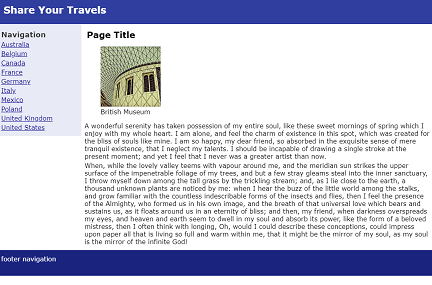 Share Your Travels
Navigation
Australia
Belgium
Canada
France
Germany
Italy
Mexico
Poland
United Kingdom
United States
Page Title
British Museum
A wonderful serenity has taken possession of my entire soul, like these sweet mornings of spring which I
enjoy with my whole heart. I am alone, and feel the charm of existence in this spot, which was created for
the bliss of souls like mine. I am so happy, my dear friend, so absorbed in the exquisite sense of mere
tranquil existence, that I neglect my talents. I should be incapable of drawing a single stroke at the
present moment; and yet I feel that I never was a greater artist than now.
When, while the lovely valley teems with vapour around me, and the meridian sun strikes the upper
surface of the impenetrable foliage of my trees, and but a few stray gleams steal into the inner sanctuary,
I throw myself down among the tall grass by the trickling stream; and, as I lie close to the earth, a
thousand unknown plants are noticed by me: when I hear the buzz of the little world among the stalks,
and grow familiar with the countless indescribable forms of the insects and flies, then I feel the presence
of the Almighty, who formed us in his own image, and the breath of that universal love which bears and
sustains us, as it floats around us in an eternity of bliss; and then, my friend, when darkness overspreads
my eyes, and heaven and earth seem to dwell in my soul and absorb its power, like the form of a beloved
mistress, then I often think with longing, Oh, would I could describe these conceptions, could impress
upon paper all that is living so full and warm within me, that it might be the mirror of my soul, as my soul
is the mirror of the infinite God!
footer navigation